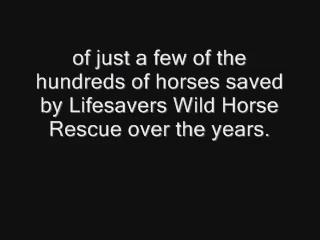 of just a few of the
hundreds of horses saved
by Lifesavers Wild Horse
Rescue over the years.